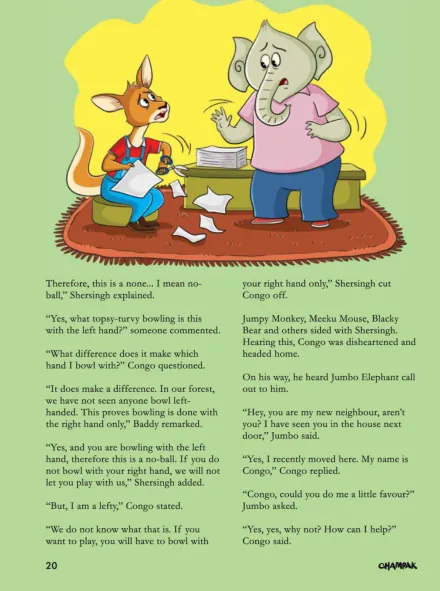 Therefore, this is a none... I mean no-
ball,” Shersingh explained.
“Yes, what topsy-turvy bowling is this
with the left hand?” someone commented.
“What difference does it make which
hand I bowl with?” Congo questioned.
“It does make a difference. In our forest,
we have not seen anyone bowl left-
handed. This proves bowling is done with
the right hand only,” Baddy remarked.
“Yes, and you are bowling with the left
hand, therefore this is a no-ball. If you do
not bowl with your right hand, we will not
let you play with us,” Shersingh added.
“But, I am a lefty,” Congo stated.
“We do not know what that is. If you
want to play, you will have to bowl with
your right hand only,” Shersingh cut
Congo off.
Jumpy Monkey, Meeku Mouse, Blacky
Bear and others sided with Shersingh.
Hearing this, Congo was disheartened and
headed home.
On his way, he heard Jumbo Elephant call
out to him.
“Hey, you are my new neighbour, aren’t
you? I have seen you in the house next
door,” Jumbo said.
“Yes, I recently moved here. My name is
Congo,” Congo replied.
“Congo, could you do me a little favour?”
Jumbo asked.
“Yes, yes, why not? How can I help?”
Congo said.
20
CHAMPAK